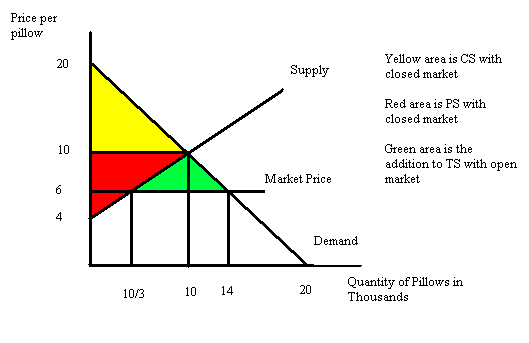 Price per
pillow
20
Supply
Yellow area is CS with
closed market
Red area is PS with
closed market
Green area is the
addition to TS with open
market
10
Market Price
6
4
Demand
10/3
10
14
20
Quantity of Pillows in
Thousands